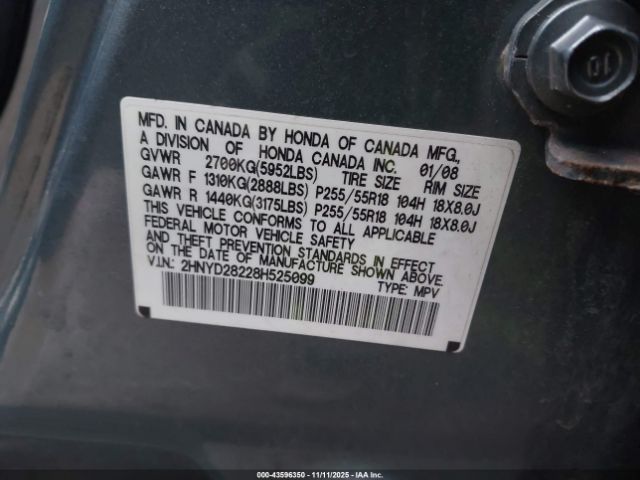 10
MFD. IN CANADA BY HONDA OF CANADA MFG.,
A DIVISION OF HONDA CANADA INC. 01/08
GVWR 2700KG(5952LBS) TIRE SIZE RIM SIZE
GAWR F 1310KG(2888LBS) P255/55R18 104H 18X8.0J
GAWR R 1440KG(3175LBS) P255/55R18 104H 18X8.0J
THIS VEHICLE CONFORMS TO ALL APPLICABLE
FEDERAL MOTOR VEHICLE SAFETY
AND THEFT PREVENTION STANDARDS IN EFFECT
ON THE DATE OF MANUFACTURE SHOWN ABOVE.
V.I.N.: 2HNYD28228H525099 TYPE: MPV
000-43596350 - 11/11/2025 - IAAI Inc.